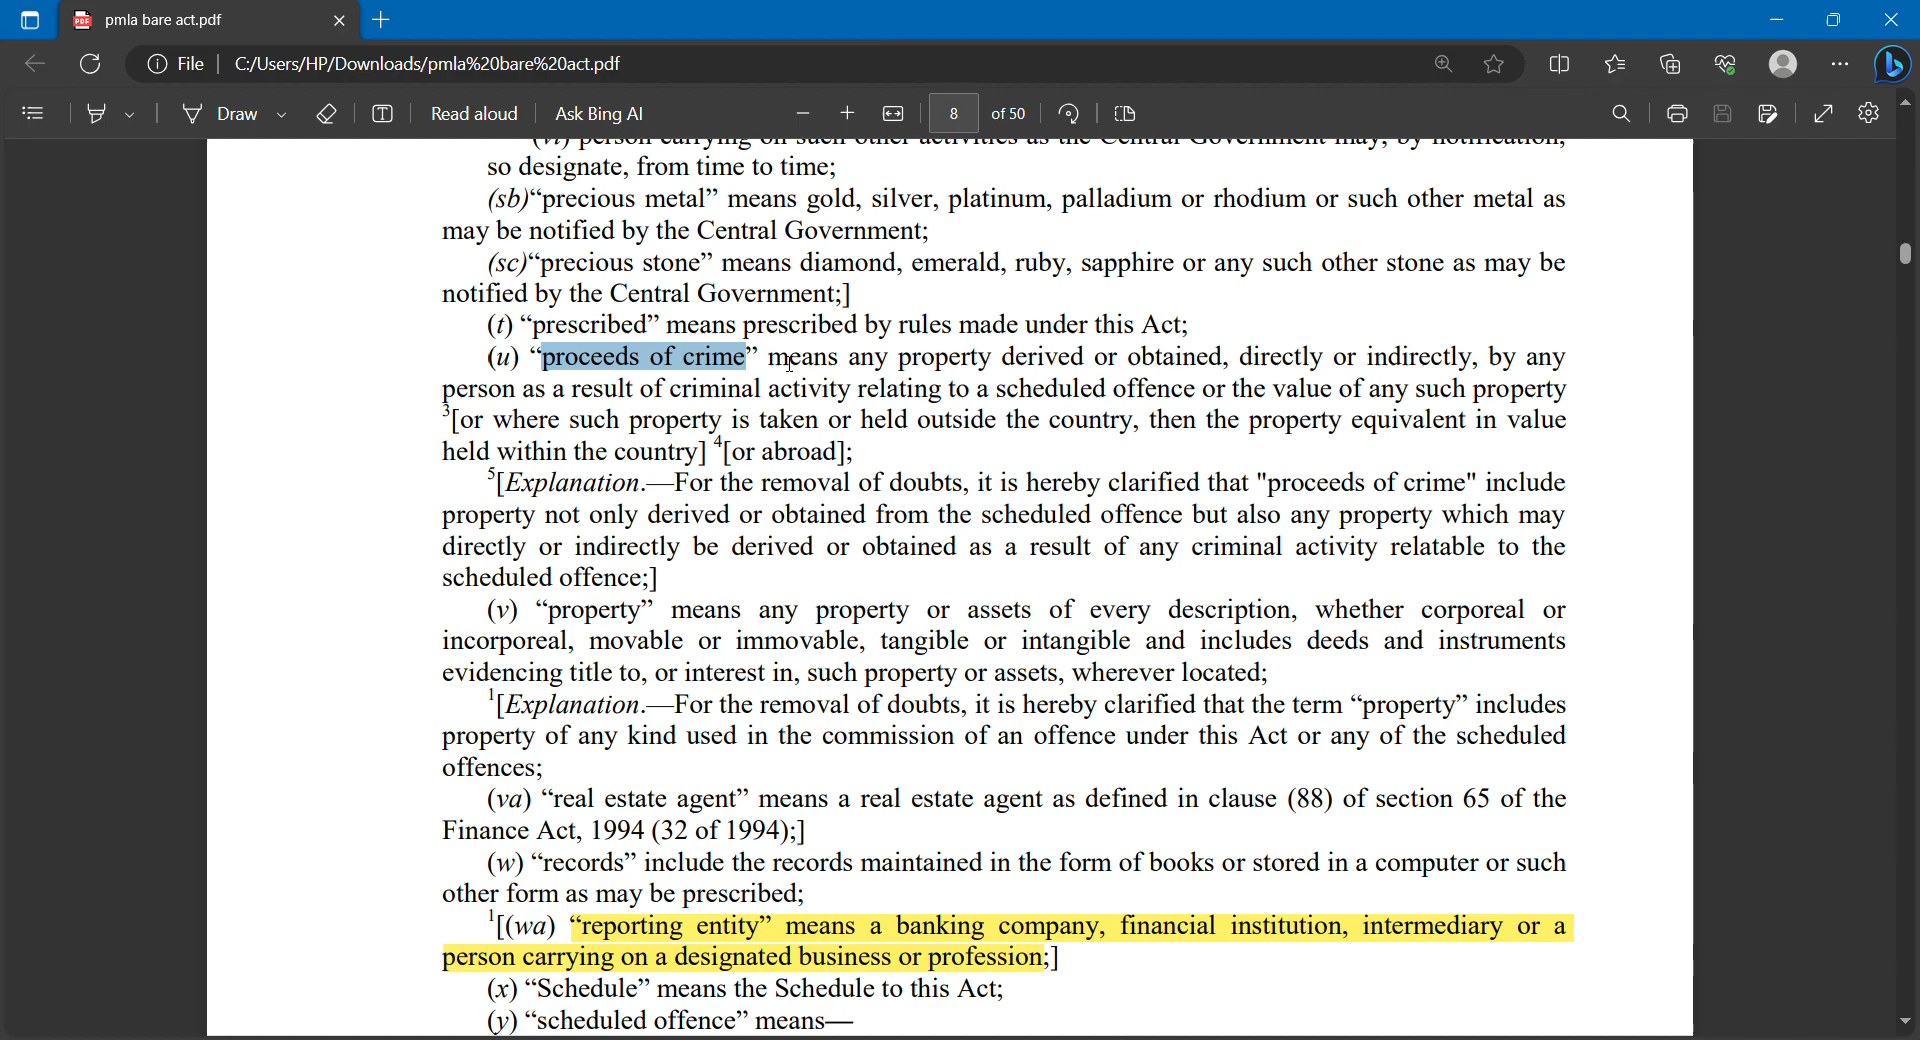 pmla bare act.pdf
File
C:/Users/HP/Downloads/pmla%20bare%20act.pdf
Draw
Read aloud
Ask Bing AI
8
of 50
(vi) person carrying on such other activities as the Central Government may, by notification,
so designate, from time to time;
(sb)“precious metal” means gold, silver, platinum, palladium or rhodium or such other metal as
may be notified by the Central Government;
(sc)“precious stone” means diamond, emerald, ruby, sapphire or any such other stone as may be
notified by the Central Government;]
(t) “prescribed” means prescribed by rules made under this Act;
(u) “proceeds of crime” means any property derived or obtained, directly or indirectly, by any
person as a result of criminal activity relating to a scheduled offence or the value of any such property
3[or where such property is taken or held outside the country, then the property equivalent in value
held within the country] 4[or abroad];
5[Explanation.—For the removal of doubts, it is hereby clarified that "proceeds of crime" include
property not only derived or obtained from the scheduled offence but also any property which may
directly or indirectly be derived or obtained as a result of any criminal activity relatable to the
scheduled offence;]
(v) “property” means any property or assets of every description, whether corporeal or
incorporeal, movable or immovable, tangible or intangible and includes deeds and instruments
evidencing title to, or interest in, such property or assets, wherever located;
1[Explanation.—For the removal of doubts, it is hereby clarified that the term “property” includes
property of any kind used in the commission of an offence under this Act or any of the scheduled
offences;
(va) “real estate agent” means a real estate agent as defined in clause (88) of section 65 of the
Finance Act, 1994 (32 of 1994);]
(w) “records” include the records maintained in the form of books or stored in a computer or such
other form as may be prescribed;
1[(wa) “reporting entity” means a banking company, financial institution, intermediary or a
person carrying on a designated business or profession;]
(x) “Schedule” means the Schedule to this Act;
(y) “scheduled offence” means—